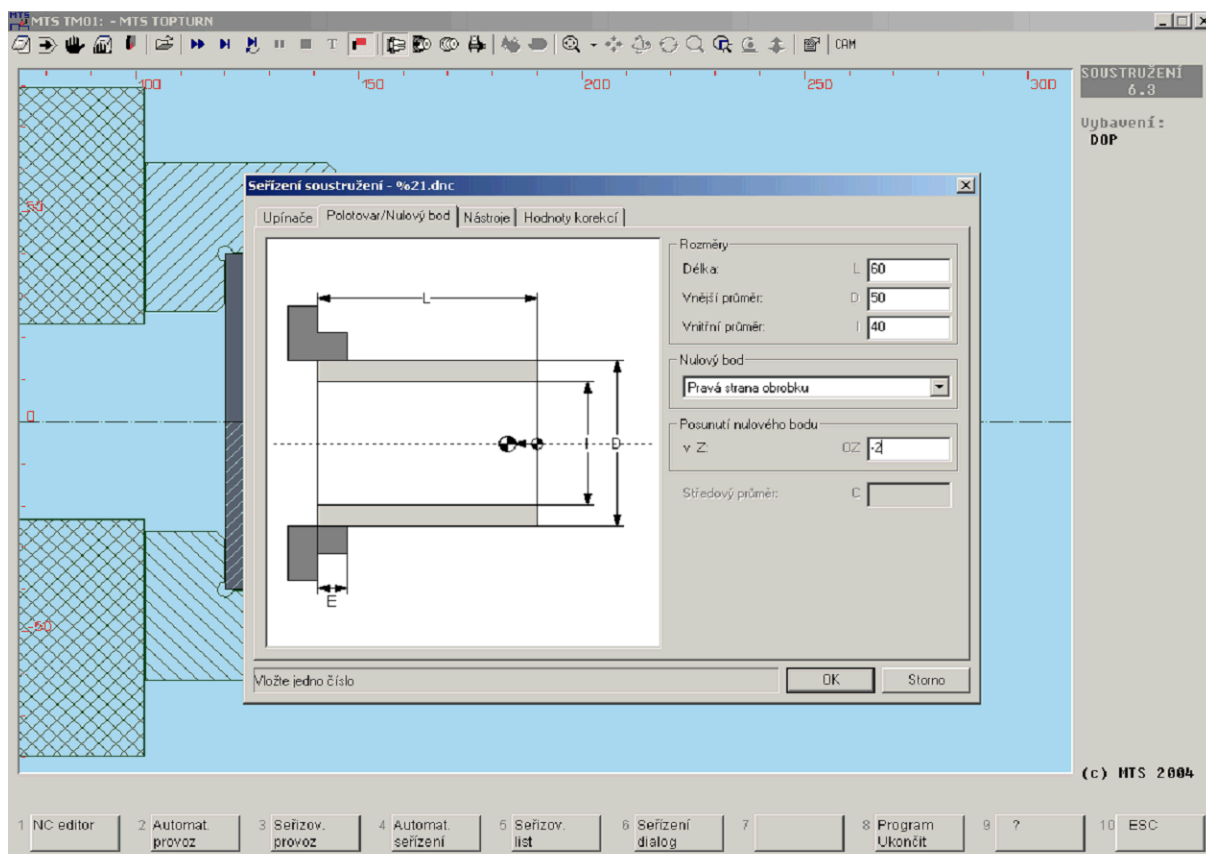 MTS TM01: - MTS TOPTURN
T
CAM
100 150 200 250 300
50
0
-50
SOUSTRUŽENÍ
6.3
Vybavení:
DOP
Seřízení soustružení - %21.dnc
Upínače Polotovar/Nulový bod Nástroje Hodnoty korekcí
L
I D
E
Rozměry
Délka: L 60
Vnější průměr: D 50
Vnitřní průměr: I 40
Nulový bod
Pravá strana obrobku
Posunutí nulového bodu
v Z: OZ -2
Středový průměr: C
Vložte jedno číslo
OK Storno
(c) MTS 2004
1 NC editor 2 Automat. provoz 3 Seřizov. provoz 4 Automat. seřízení 5 Seřizov. list 6 Seřízení dialog 7 8 Program Ukončit 9 ? 10 ESC